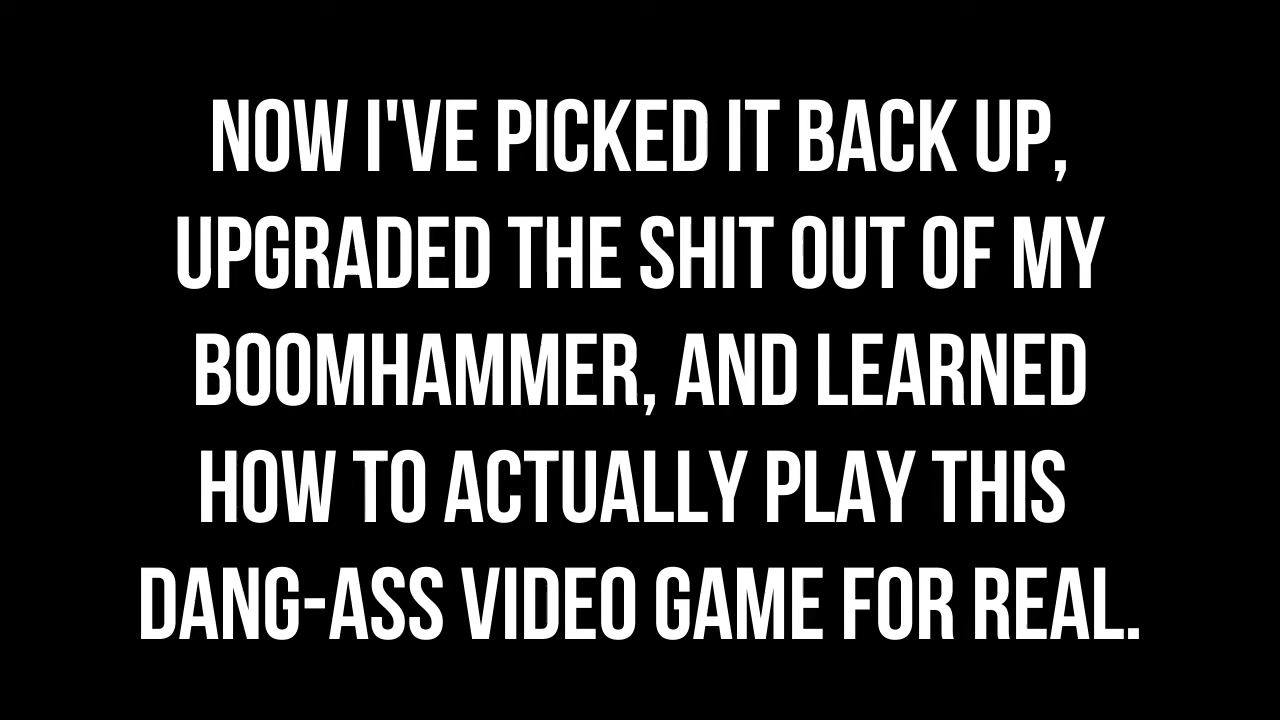 NOW I'VE PICKED IT BACK UP,
UPGRADED THE SHIT OUT OF MY
BOOMHAMMER, AND LEARNED
HOW TO ACTUALLY PLAY THIS
DANG-ASS VIDEO GAME FOR REAL.